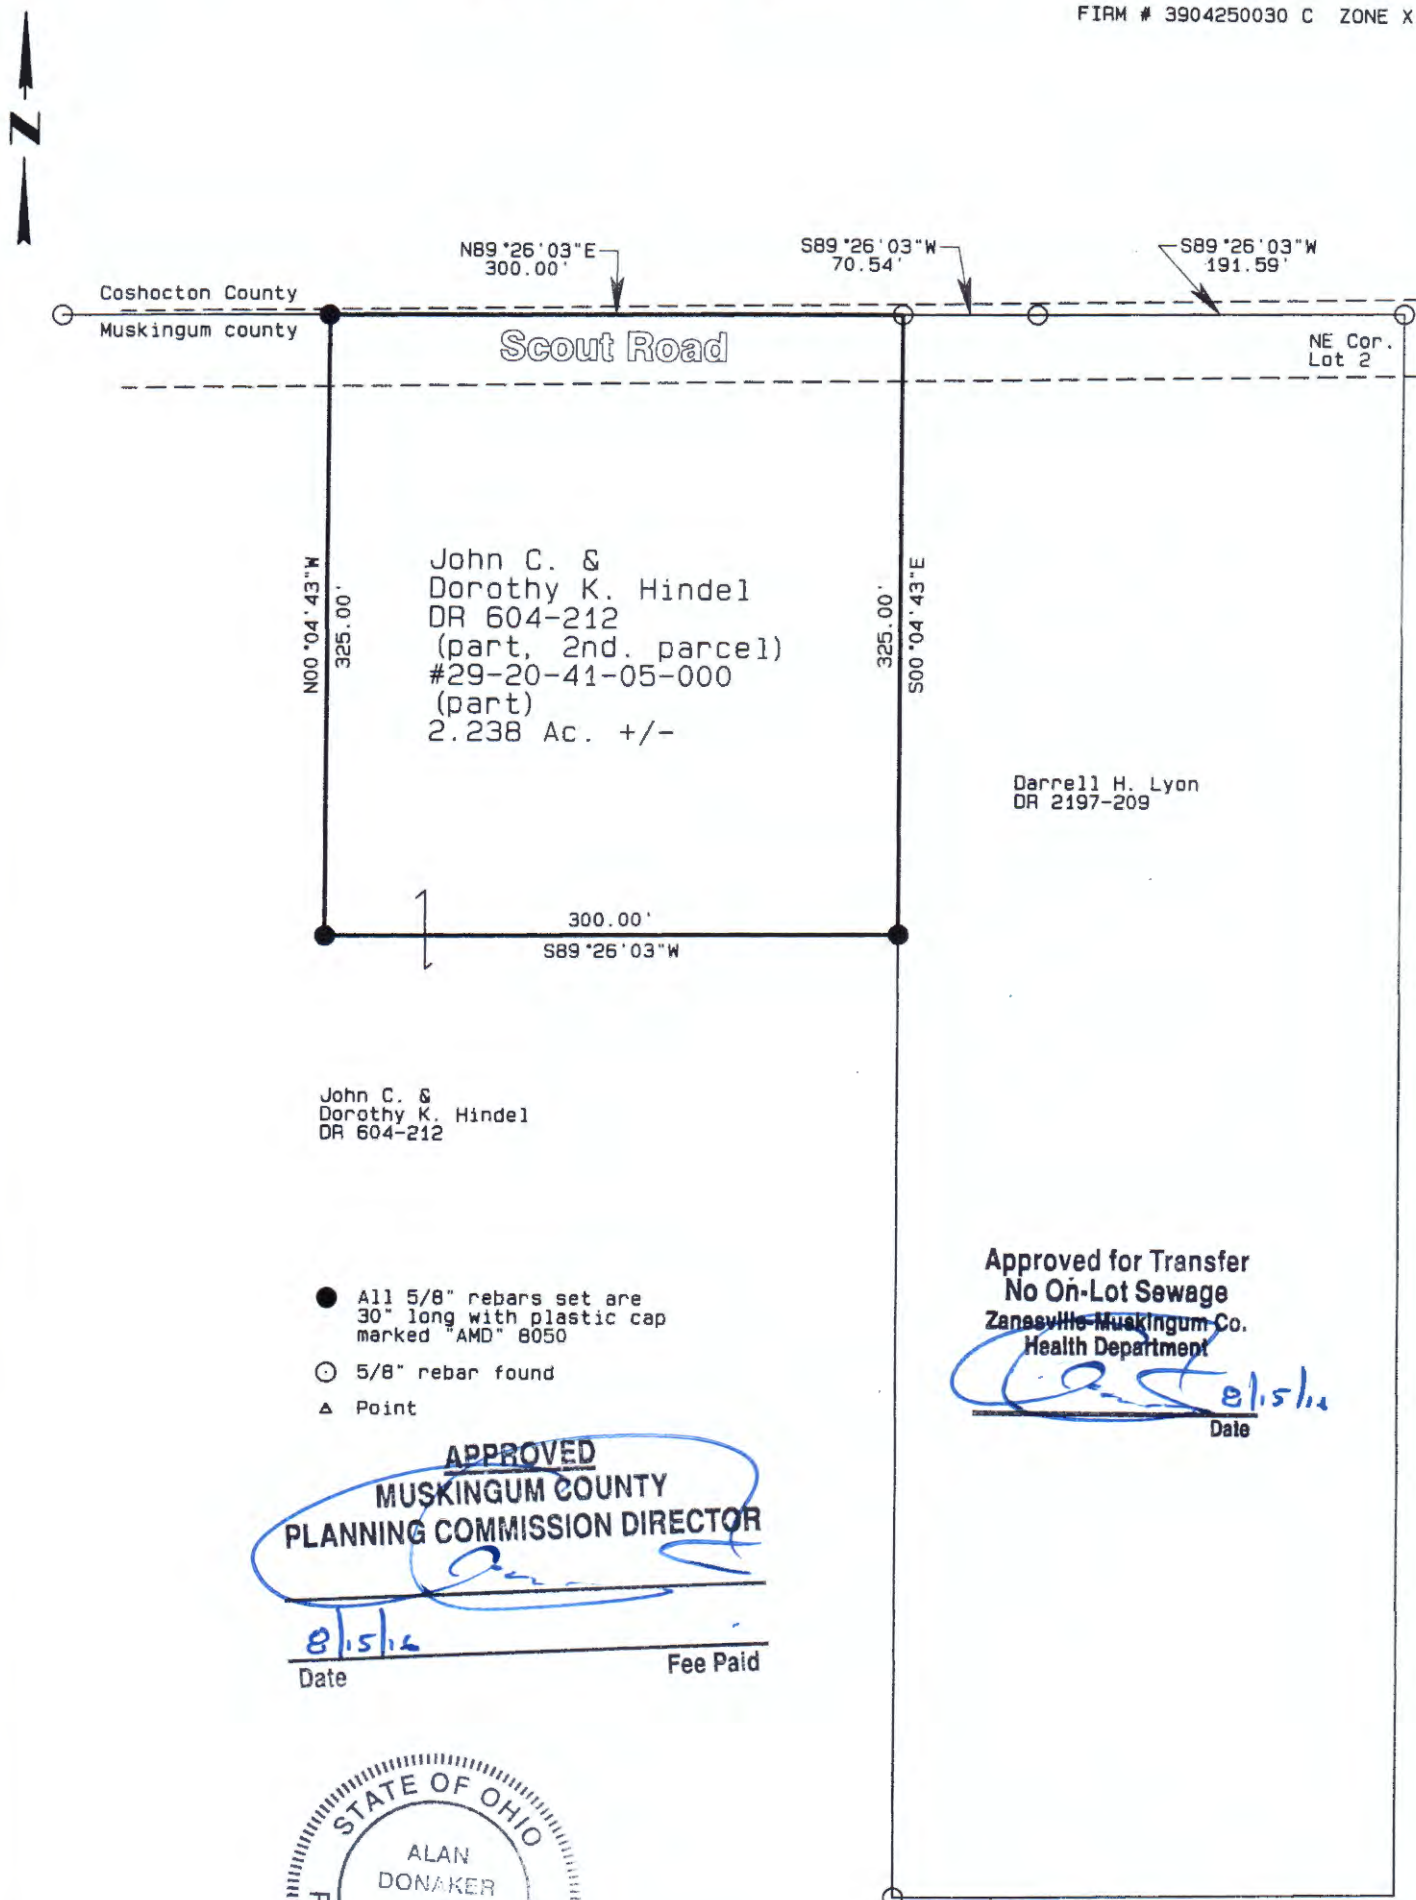 FIRM # 3904250030 C ZONE X
N
N89°26'03"E
300.00'
S89°26'03"W
70.54'
S89°26'03"W
191.59'
Coshocton County
Muskingum county
Scout Road
NE Cor.
Lot 2
N00°04'43"W
325.00'
John C. &
Dorothy K. Hindel
DR 604-212
(part, 2nd. parcel)
#29-20-41-05-000
(part)
2.238 Ac. +/-
325.00'
S00°04'43"E
Darrell H. Lyon
DR 2197-209
300.00'
S89°26'03"W
John C. &
Dorothy K. Hindel
DR 604-212
All 5/8" rebars set are
30" long with plastic cap
marked "AMD" 8050
5/8" rebar found
Point
Approved for Transfer
No On-Lot Sewage
Zanesville-Muskingum Co.
Health Department
8/15/16
Date
APPROVED
MUSKINGUM COUNTY
PLANNING COMMISSION DIRECTOR
8/15/16
Date Fee Paid
STATE OF OHIO
ALAN
DONAKER